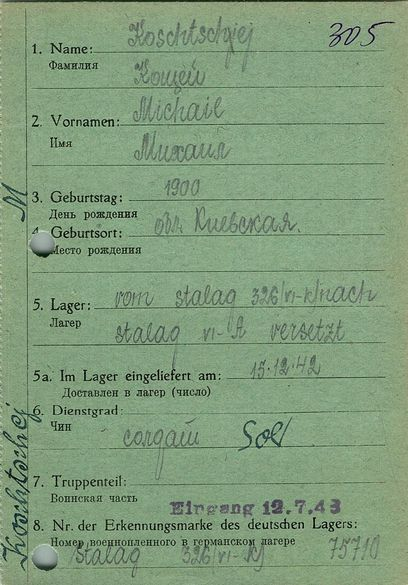 305
1. Name: Koschtschjej
Фамилия Кощей
2. Vornamen: Michail
Имя Михаил
3. Geburtstag: 1900
День рождения
4. Geburtsort: обл. Киевская.
Место рождения
5. Lager: vom stalag 326/VI-K/nach
Лагерь stalag VI-A versetzt
5a. Im Lager eingeliefert am: 15.12.42
Доставлен в лагерь (число)
6. Dienstgrad:
Чин солдат Sol
7. Truppenteil:
Воинская часть
Eingang 12.7.43
8. Nr. der Erkennungsmarke des deutschen Lagers:
Номер военнопленного в германском лагере
Stalag 326/VI-K/ 75710
Koschtschej M